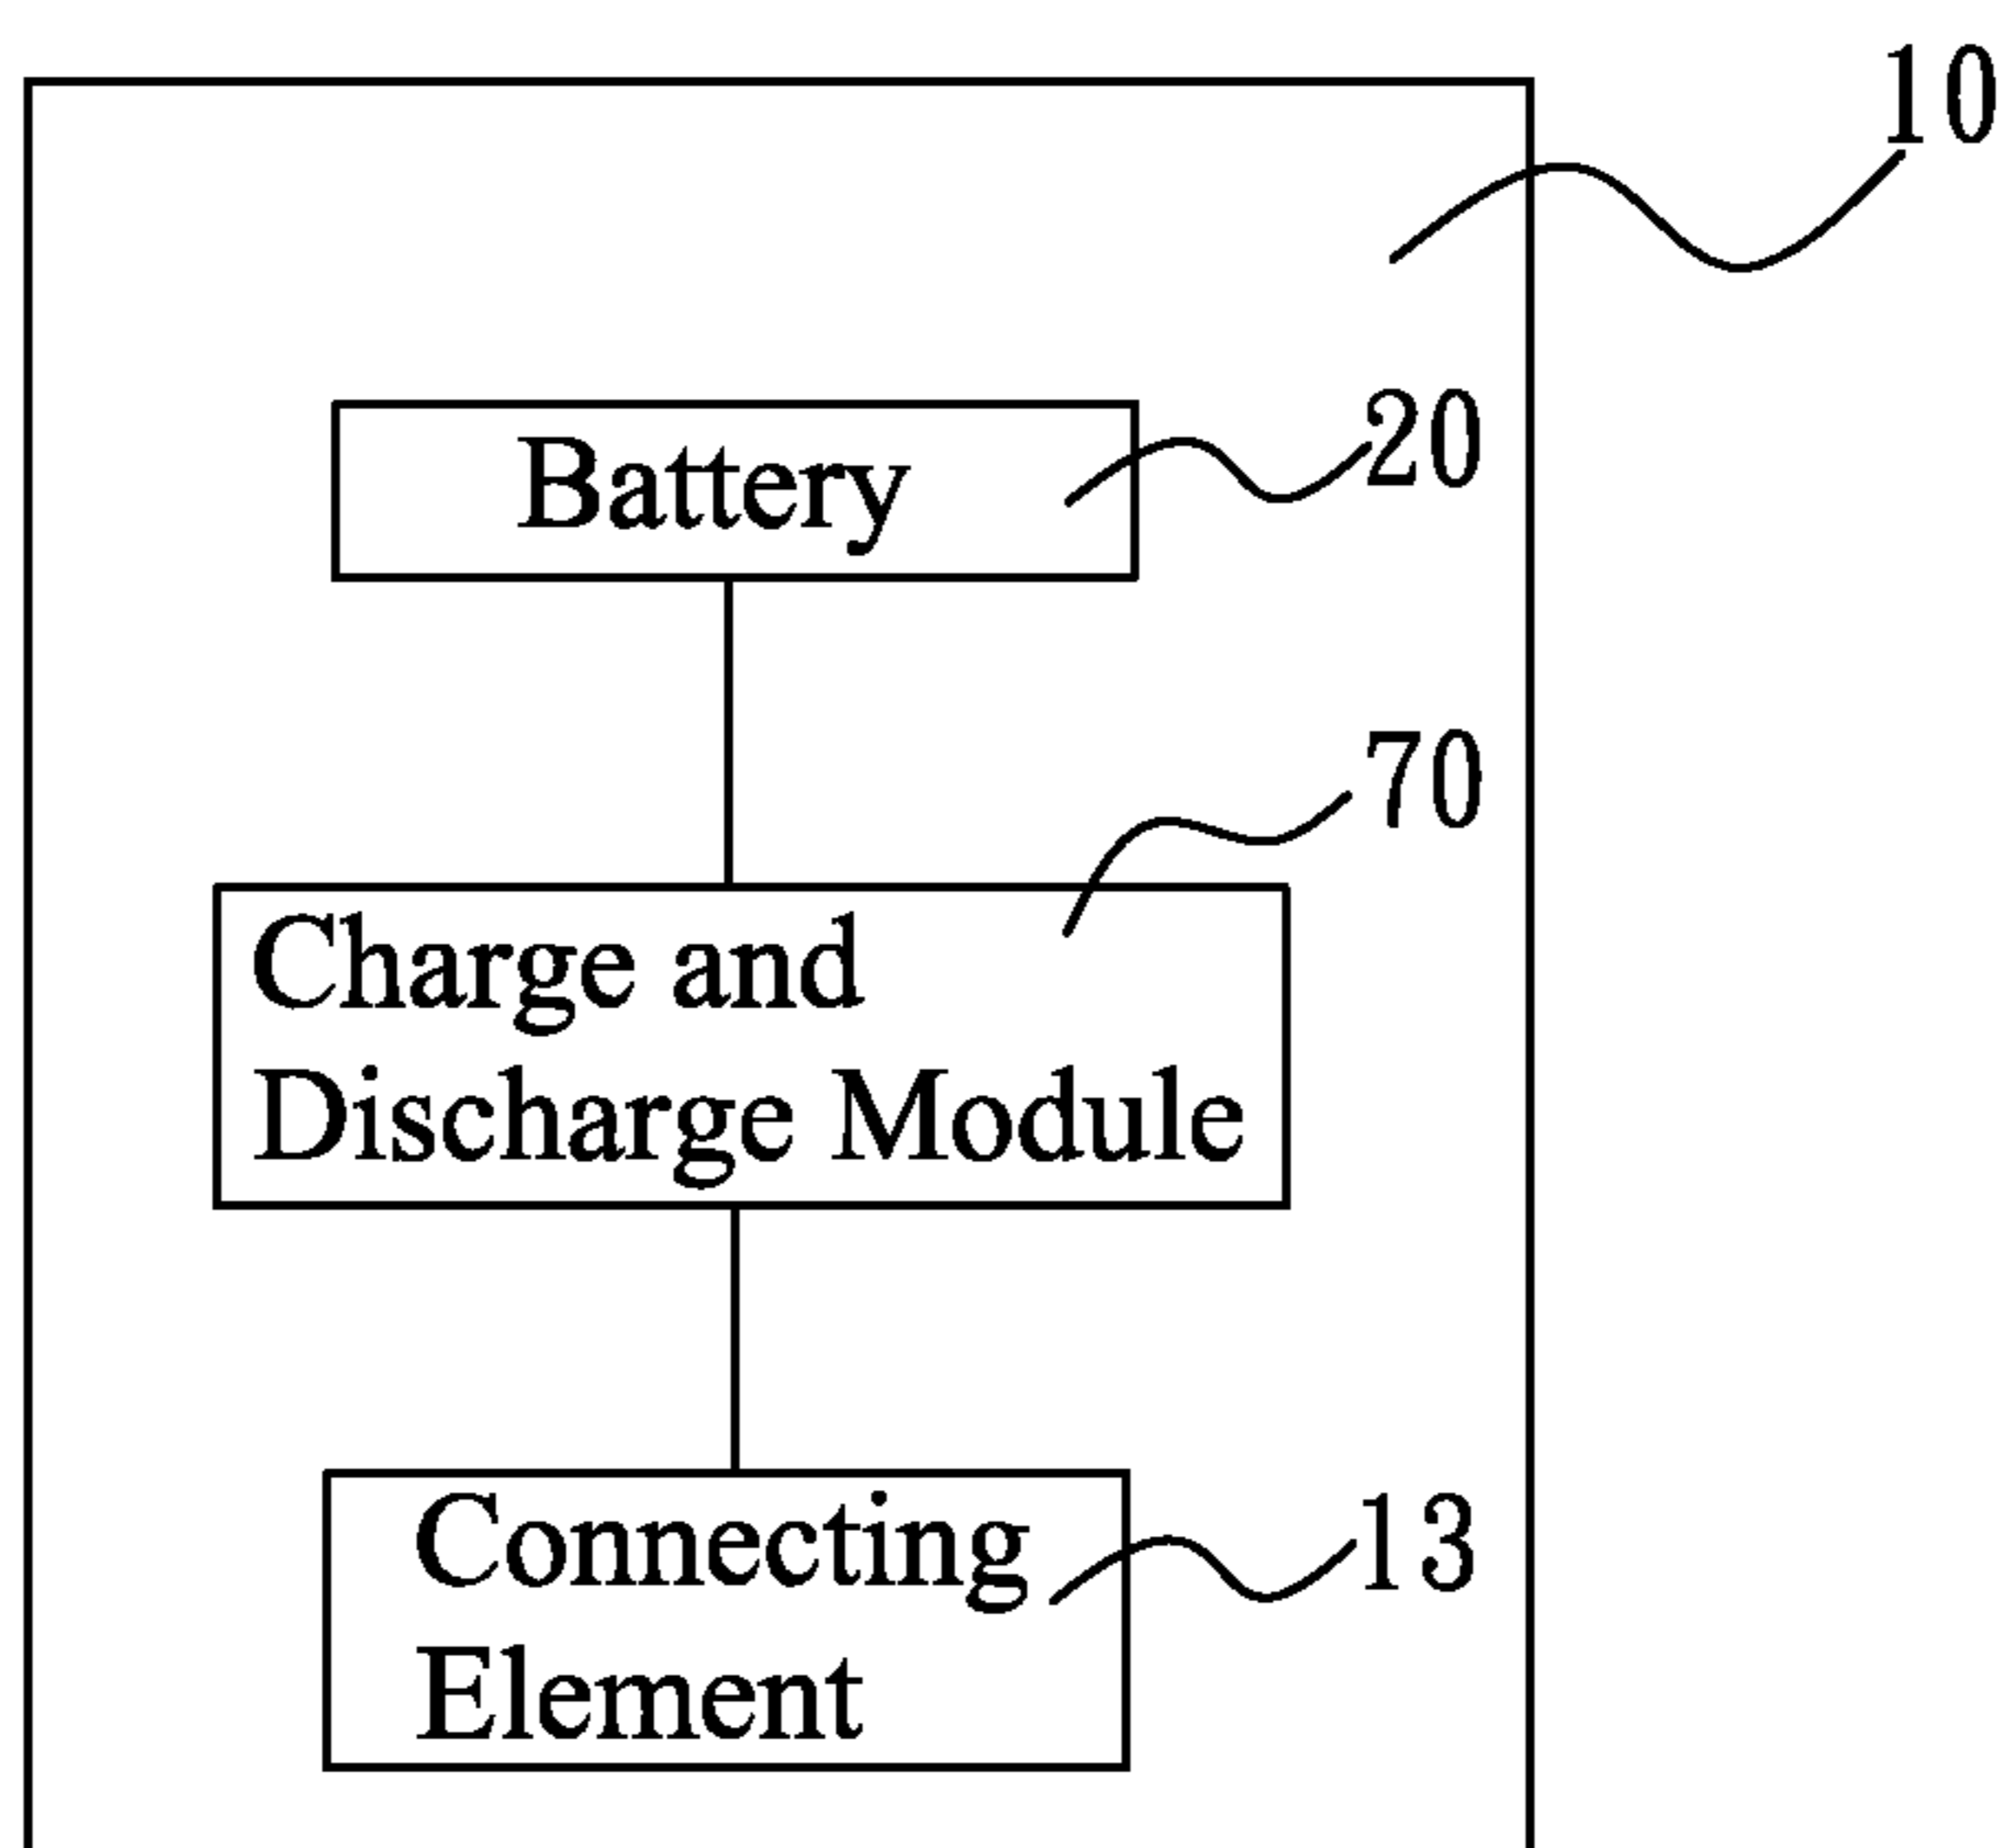 10
Battery
20
70
Charge and
Discharge Module
Connecting
13
Element